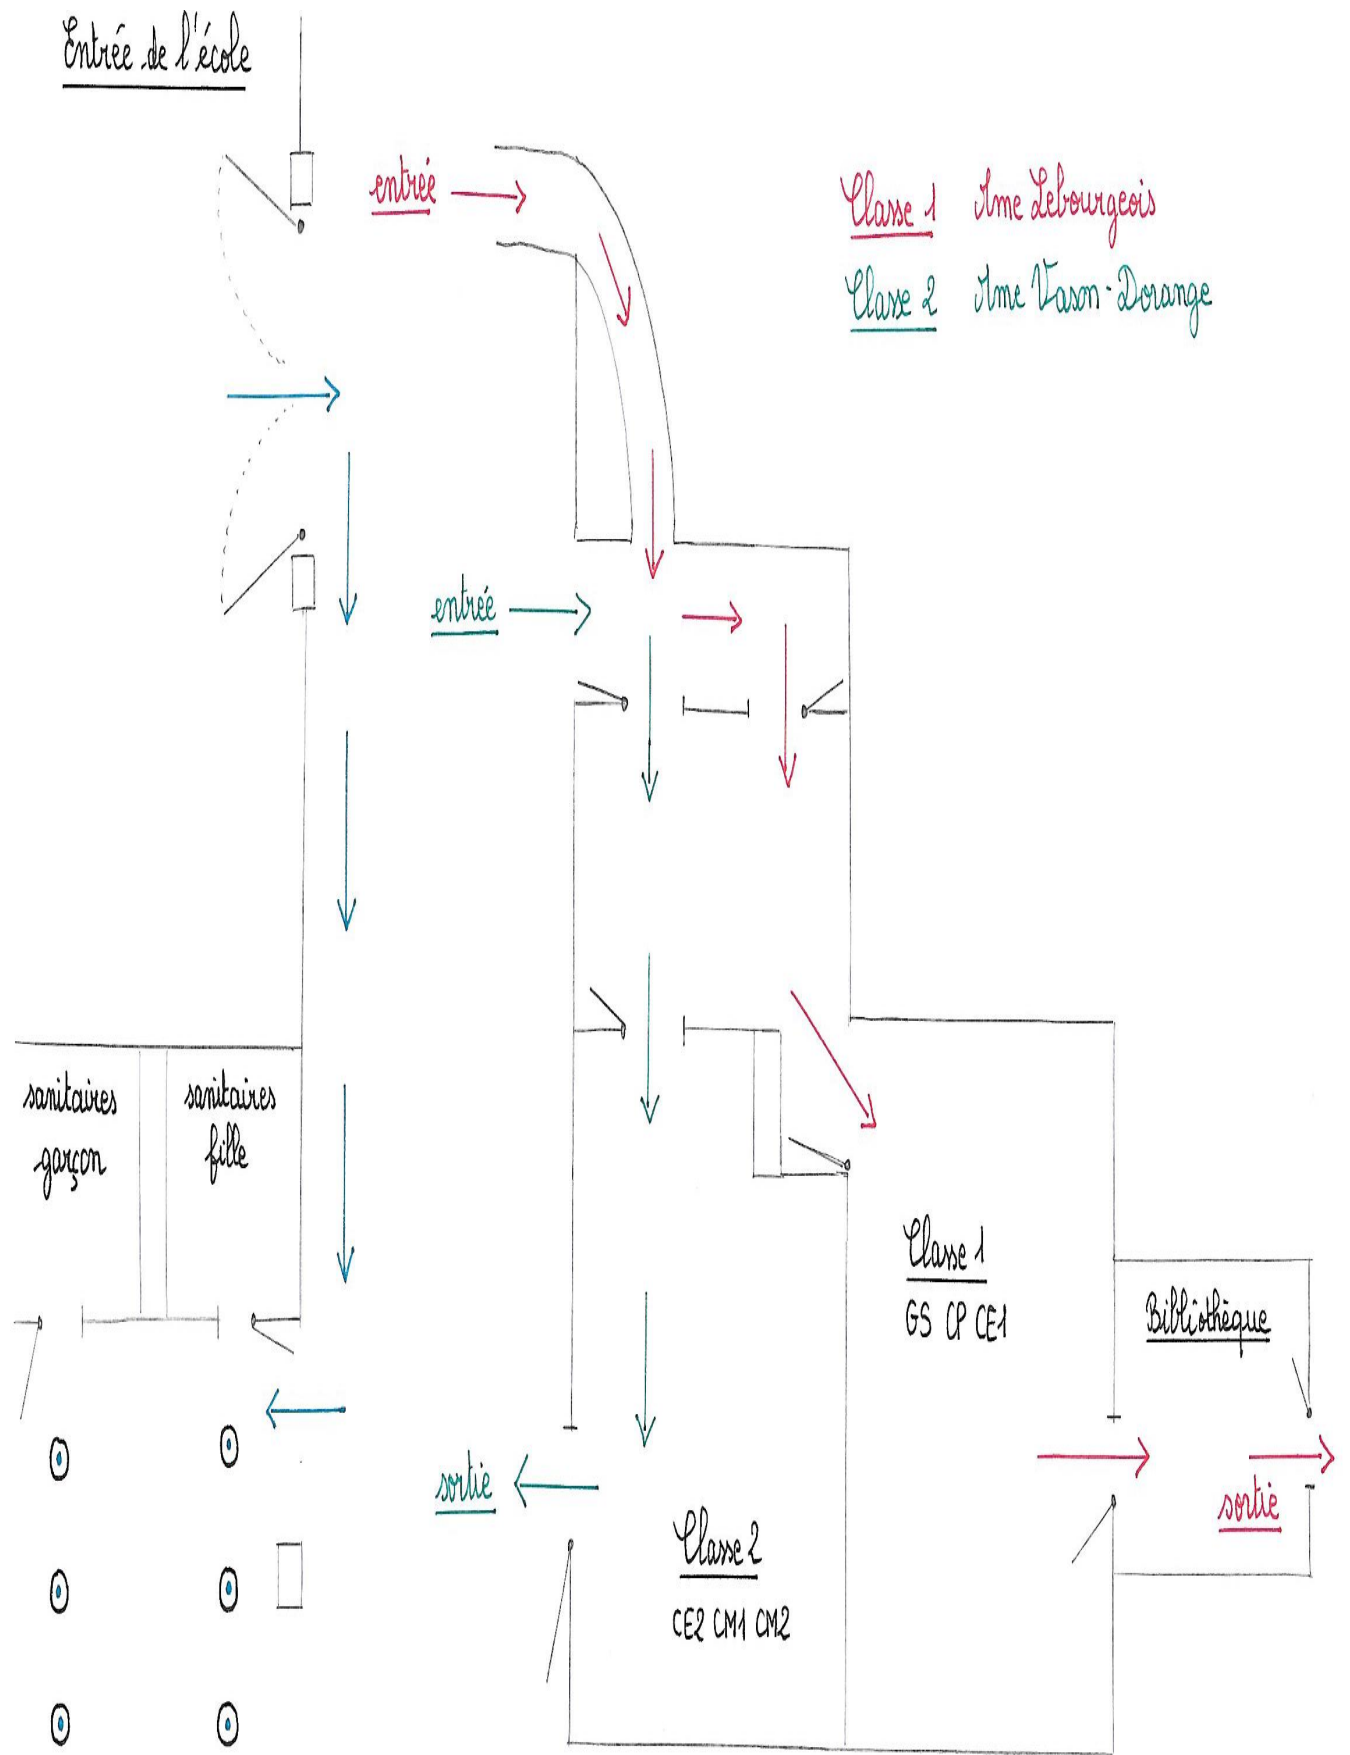 Entrée de l'école
entrée
Classe 1 Mme Lebourgeois
Classe 2 Mme Vason-Dorange
entrée
sanitaires
garçon
sanitaires
fille
Classe 1
GS CP CE1
Bibliothèque
sortie
sortie
Classe 2
CE2 CM1 CM2